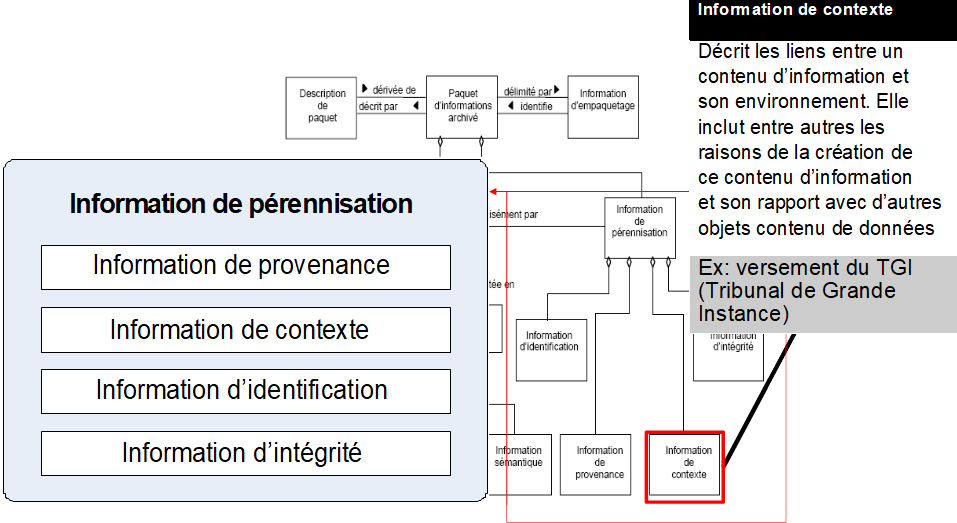 Information de contexte
Décrit les liens entre un
contenu d'information et
son environnement. Elle
inclut entre autres les
raisons de la création de
ce contenu d'information
et son rapport avec d'autres
objets contenu de données
Ex: versement du TGI
(Tribunal de Grande
Instance)
Description
de
paquet
dérivée de
décrit par
Paquet
d'informations
archivé
délimité par
identifie
Information
d'empaquetage
Information de pérennisation
Information de provenance
Information de contexte
Information d'identification
Information d'intégrité
isément par
Information
de
pérennisation
tée en
Information
d'identification
Information
d'intégrité
Information
sémantique
Information
de
provenance
Information
de
contexte